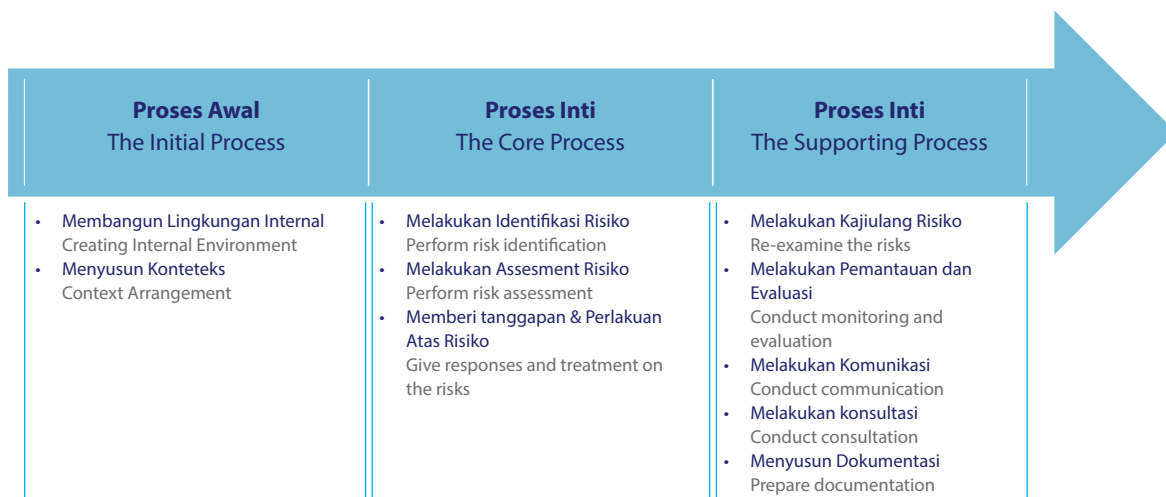 Proses Awal
The Initial Process
• Membangun Lingkungan Internal
Creating Internal Environment
• Menyusun Konteteks
Context Arrangement
Proses Inti
The Core Process
• Melakukan Identifikasi Risiko
Perform risk identification
• Melakukan Assesment Risiko
Perform risk assessment
• Memberi tanggapan & Perlakuan
Atas Risiko
Give responses and treatment on
the risks
Proses Inti
The Supporting Process
• Melakukan Kajiulang Risiko
Re-examine the risks
• Melakukan Pemantauan dan
Evaluasi
Conduct monitoring and
evaluation
• Melakukan Komunikasi
Conduct communication
• Melakukan konsultasi
Conduct consultation
• Menyusun Dokumentasi
Prepare documentation